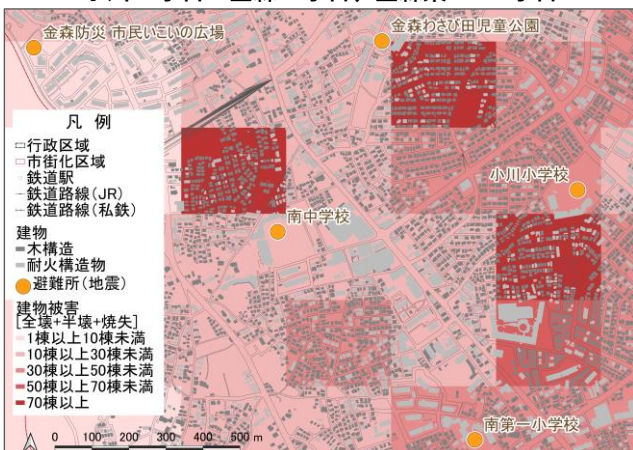 金森防災 市民いこいの広場
金森わさび田児童公園
凡 例
行政区域
市街化区域
鉄道駅
鉄道路線(JR)
鉄道路線(私鉄)
建物
木構造
耐火構造物
避難所(地震)
建物被害
[全壊+半壊+焼失]
1棟以上10棟未満
10棟以上30棟未満
30棟以上50棟未満
50棟以上70棟未満
70棟以上
小川小学校
南中学校
南第一小学校
0 100 200 300 400 500 m